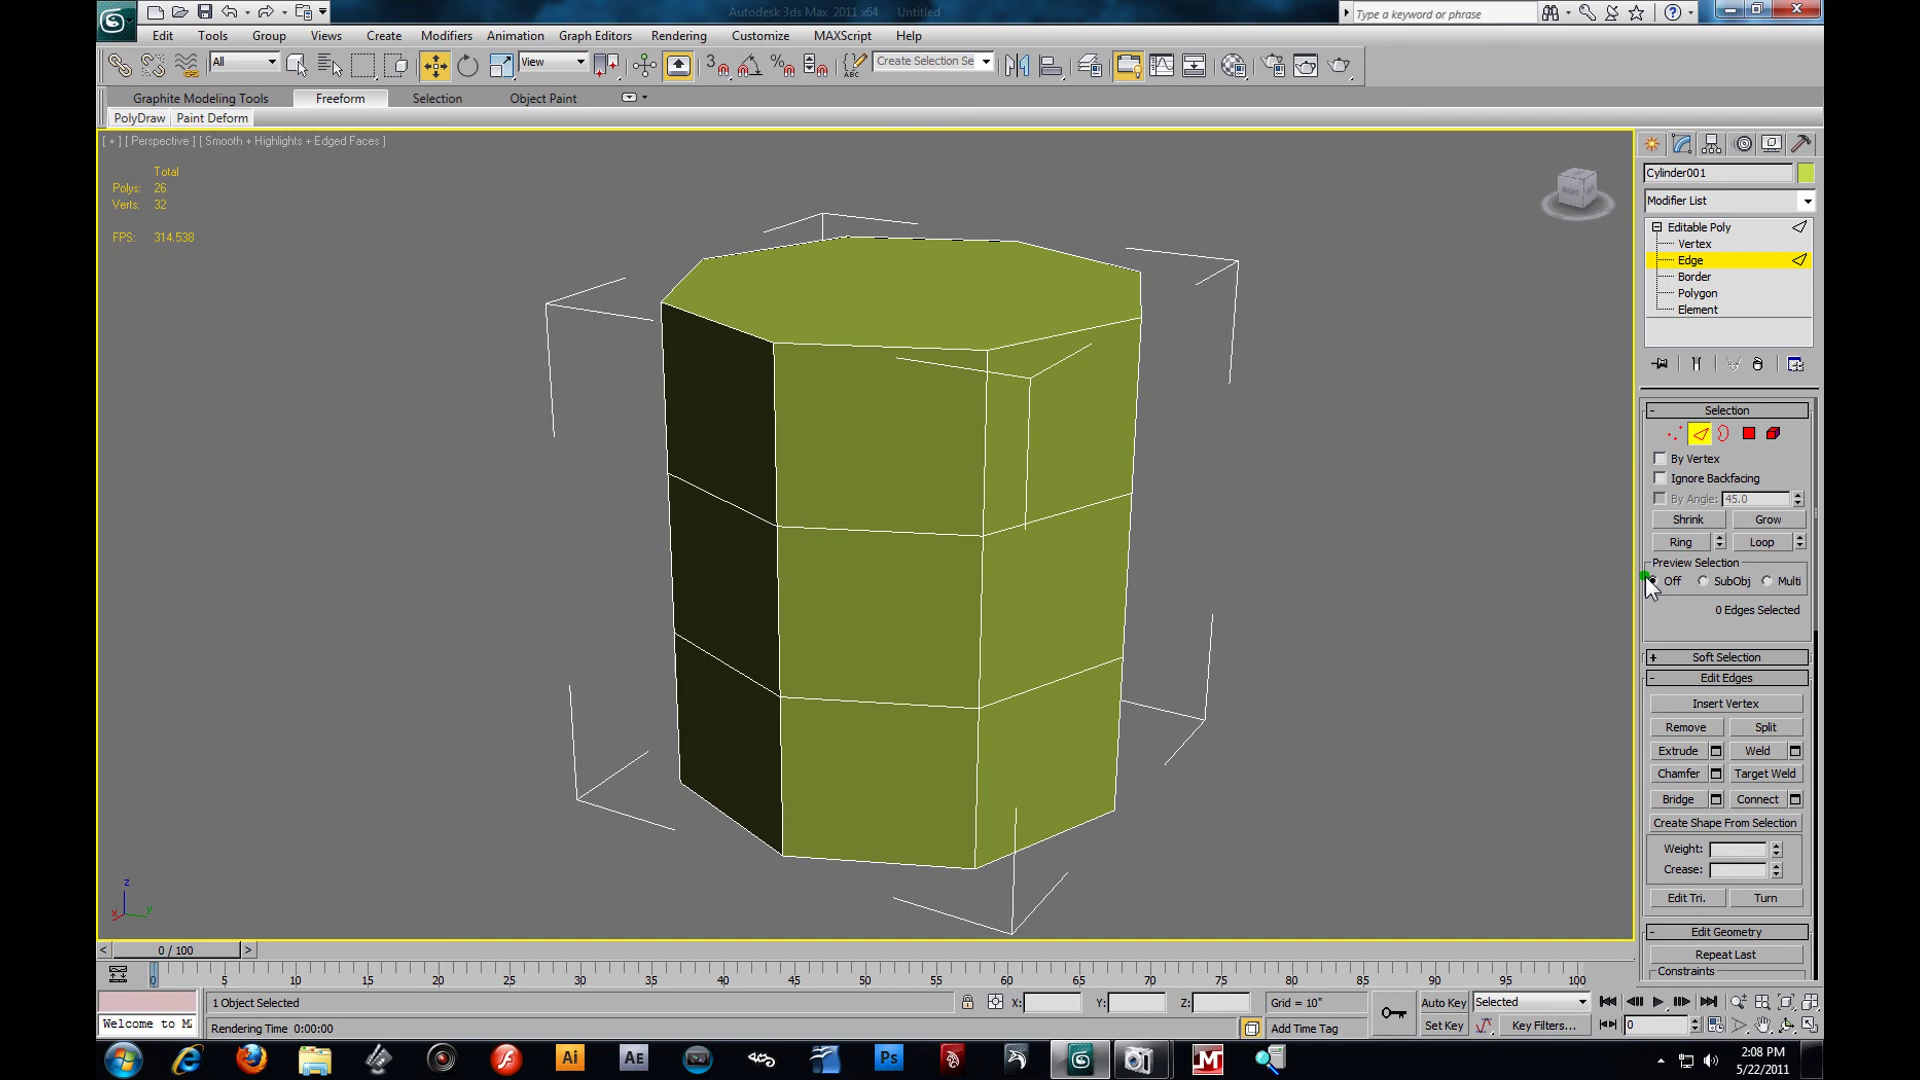 Autodesk 3ds Max 2011 x64 Untitled
Type a keyword or phrase
Edit Tools Group Views Create Modifiers Animation Graph Editors Rendering Customize MAXScript Help
All View 3 ABC Create Selection Se
Graphite Modeling Tools Freeform Selection Object Paint
PolyDraw Paint Deform
[ + ] [ Perspective ] [ Smooth + Highlights + Edged Faces ]
Total
Polys: 26
Verts: 32
FPS: 314.538
RIGHT
Cylinder001
Modifier List
Editable Poly
Vertex
Edge
Border
Polygon
Element
- Selection
By Vertex
Ignore Backfacing
By Angle: 45.0
Shrink Grow
Ring Loop
Preview Selection
Off SubObj Multi
0 Edges Selected
+ Soft Selection
- Edit Edges
Insert Vertex
Remove Split
Extrude Weld
Chamfer Target Weld
Bridge Connect
Create Shape From Selection
Weight:
Crease:
Edit Tri. Turn
- Edit Geometry
Repeat Last
Constraints
z
x y
< 0 / 100 >
0 5 10 15 20 25 30 35 40 45 50 55 60 65 70 75 80 85 90 95 100
1 Object Selected X: Y: Z: Grid = 10" Auto Key Selected
Welcome to M Rendering Time 0:00:00 Add Time Tag Set Key Key Filters... 0
Ai AE Ps M
2:08 PM
5/22/2011